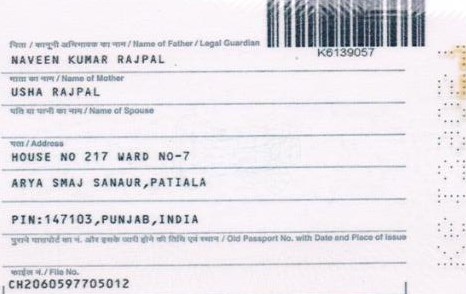 K6139057
पिता / कानूनी अभिभावक का नाम / Name of Father / Legal Guardian
NAVEEN KUMAR RAJPAL
माता का नाम / Name of Mother
USHA RAJPAL
पति या पत्नी का नाम / Name of Spouse
पता / Address
HOUSE NO 217 WARD NO-7
ARYA SMAJ SANAUR,PATIALA
PIN:147103,PUNJAB,INDIA
पुराने पासपोर्ट का नं. और इसके जारी होने की तिथि एवं स्थान / Old Passport No. with Date and Place of Issue
फाईल नं. / File No.
CH2060597705012